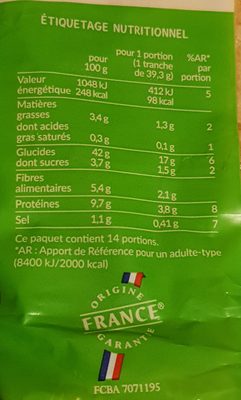 ÉTIQUETAGE NUTRITIONNEL
pour 100 g pour 1 portion (1 tranche de 39,3 g) %AR* par portion
Valeur énergétique 1048 kJ 248 kcal 412 kJ 98 kcal 5
Matières grasses 3,4 g 1,3 g 2
dont acides gras saturés 0,3 g 0,1 g 1
Glucides 42 g 17 g 6
dont sucres 3,7 g 1,5 g 2
Fibres alimentaires 5,4 g 2,1 g
Protéines 9,7 g 3,8 g 8
Sel 1,1 g 0,41 g 7
Ce paquet contient 14 portions.
*AR : Apport de Référence pour un adulte-type
(8400 kJ/2000 kcal)
ORIGINE
FRANCE®
GARANTIE
FCBA 7071195